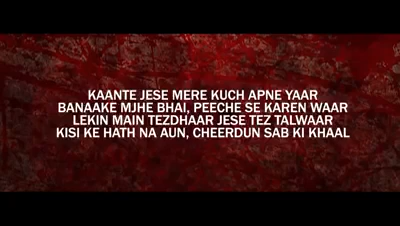 KAANTE JESE MERE KUCH APNE YAAR
BANAAKE MJHE BHAI, PEECHE SE KAREN WAAR
LEKIN MAIN TEZDHAAR JESE TEZ TALWAAR
KISI KE HATH NA AUN, CHEERDUN SAB KI KHAAL